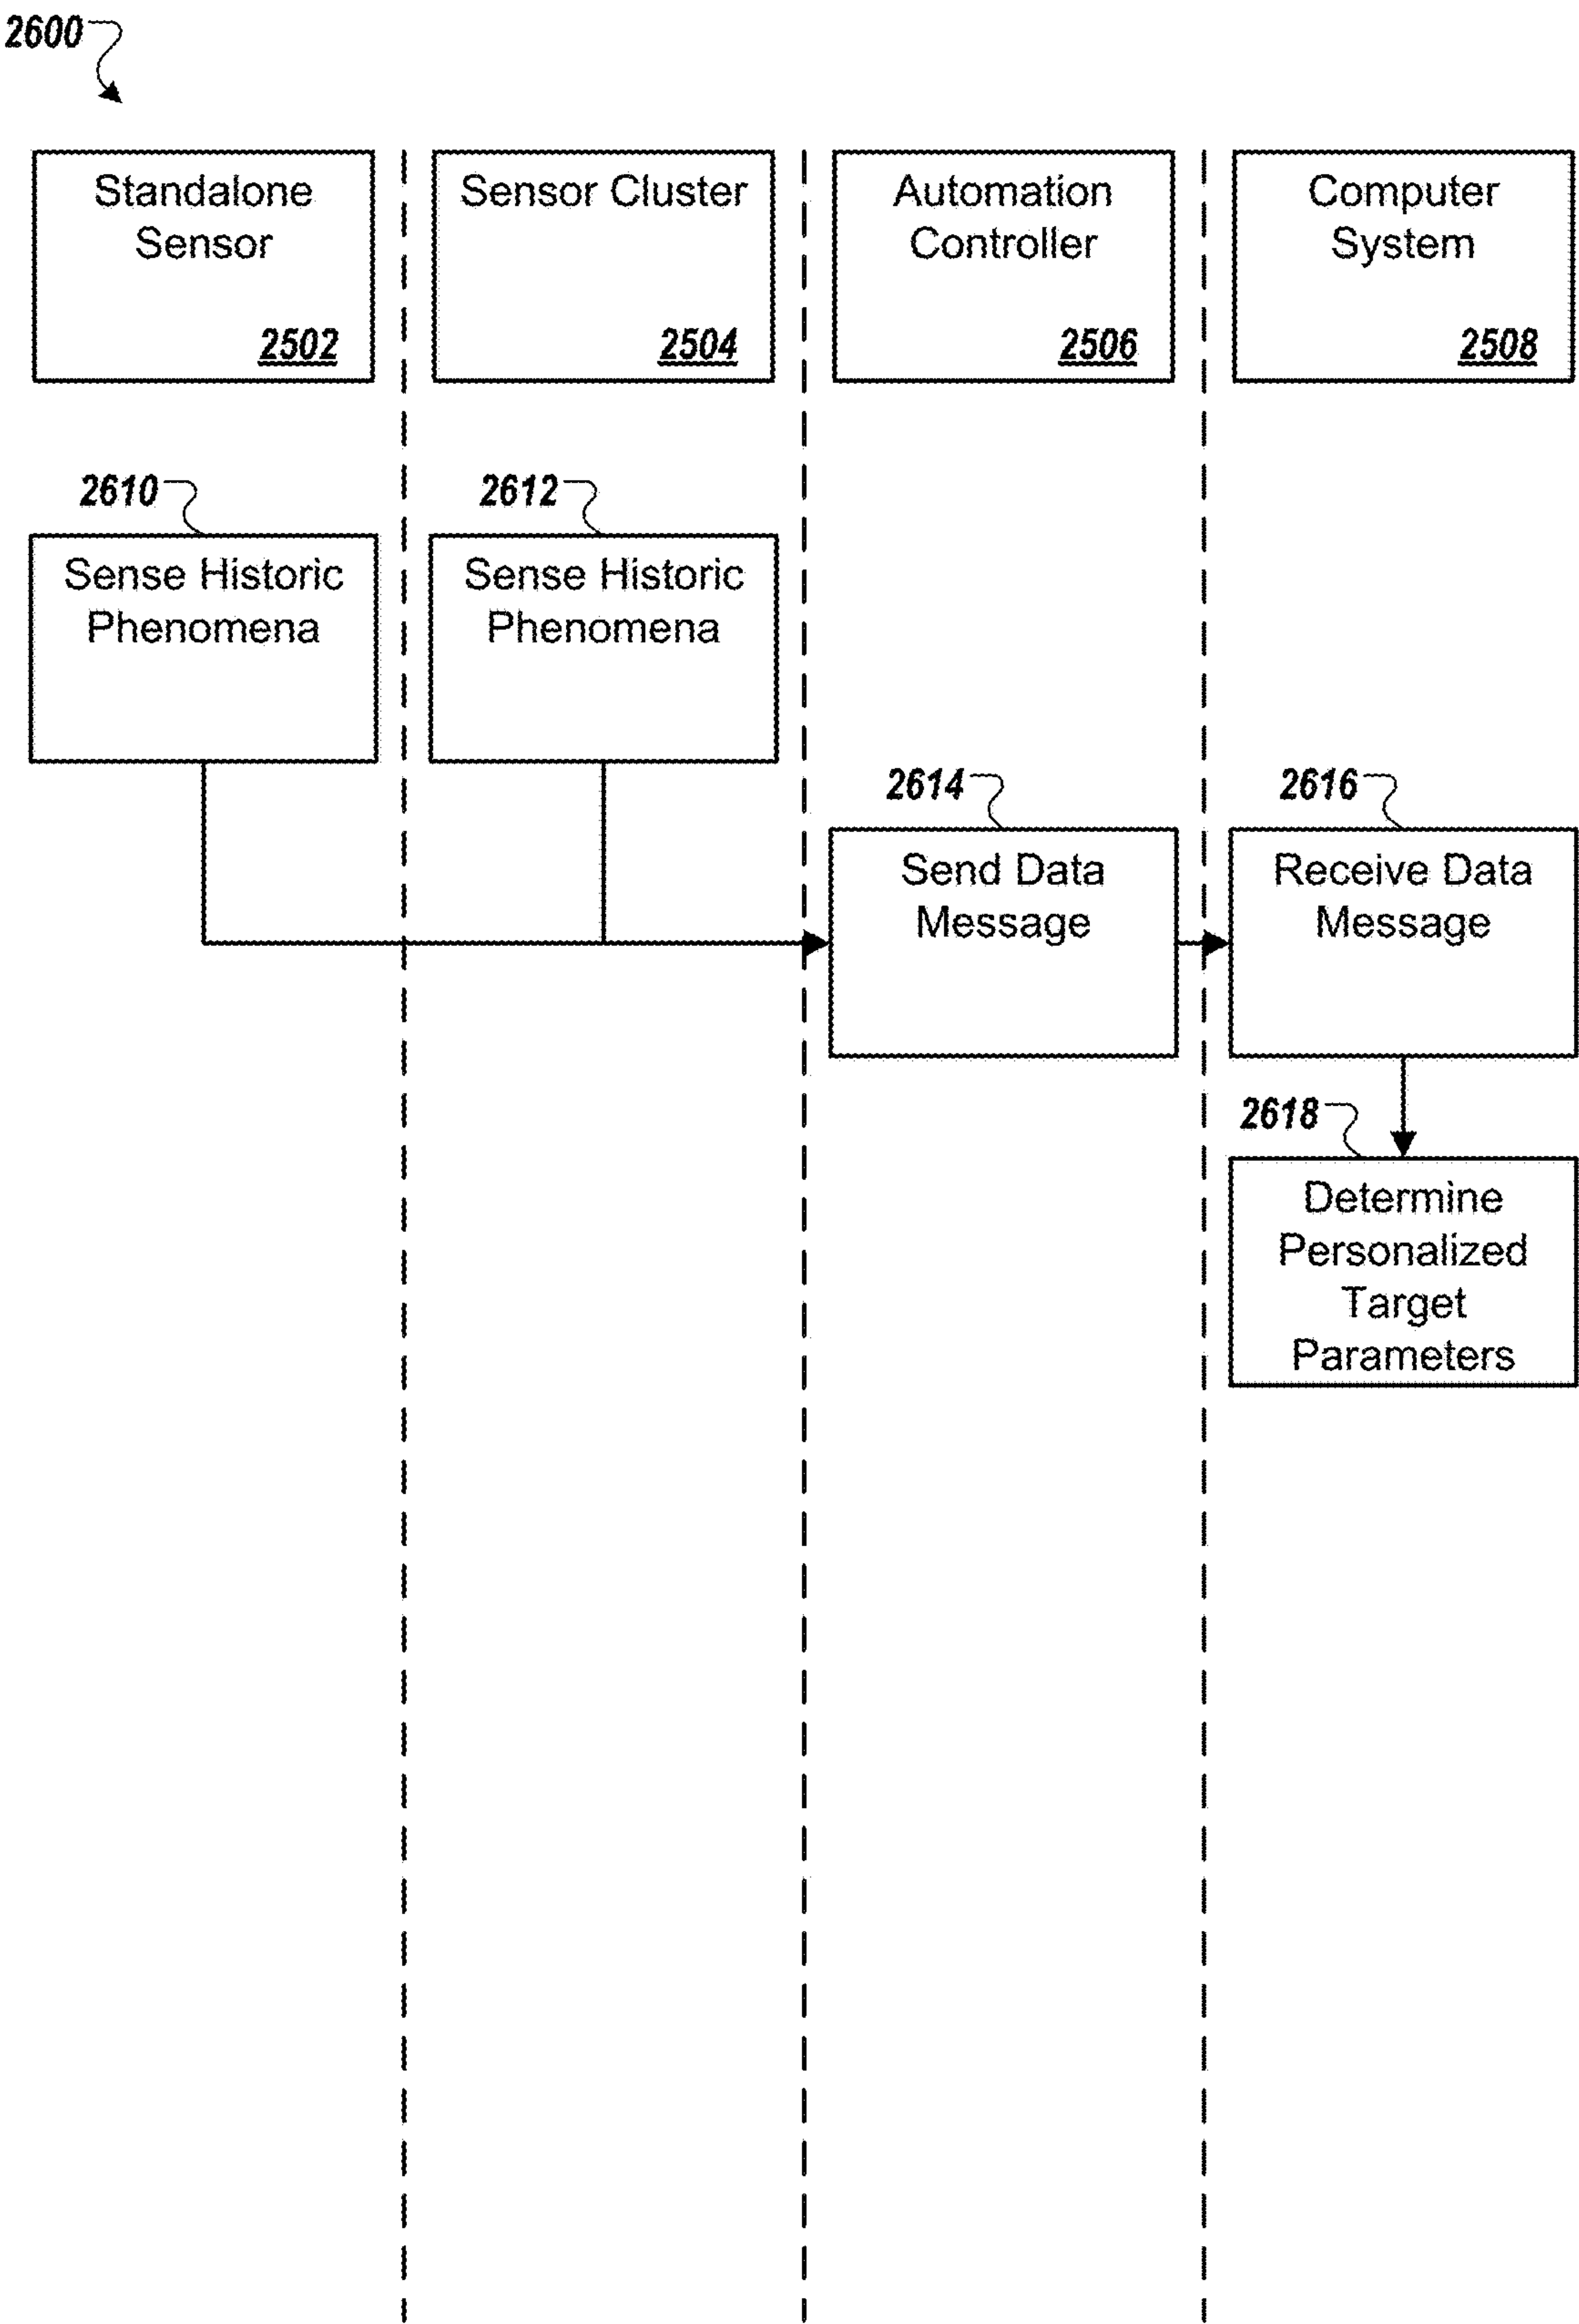 2600
Standalone
Sensor
2502
Sensor Cluster
2504
Automation
Controller
2506
Computer
System
2508
2610
Sense Historic
Phenomena
2612
Sense Historic
Phenomena
2614
Send Data
Message
2616
Receive Data
Message
2618
Determine
Personalized
Target
Parameters